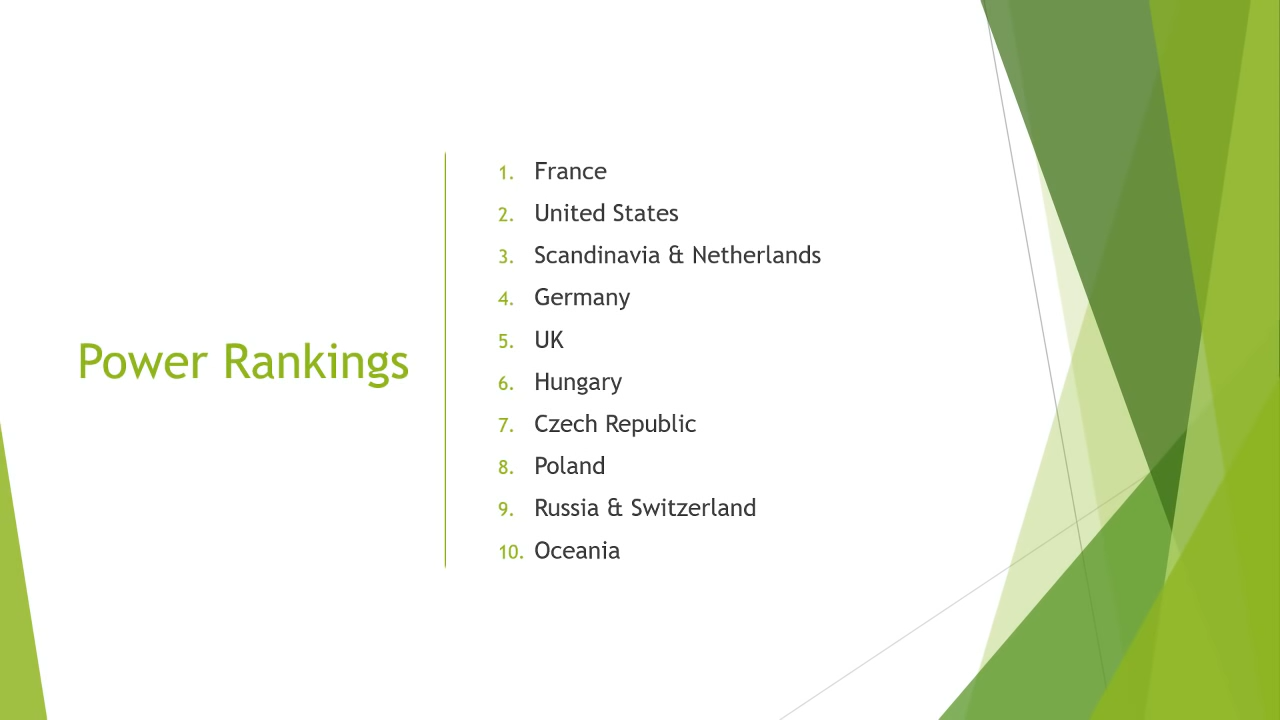 Power Rankings
1. France
2. United States
3. Scandinavia & Netherlands
4. Germany
5. UK
6. Hungary
7. Czech Republic
8. Poland
9. Russia & Switzerland
10. Oceania